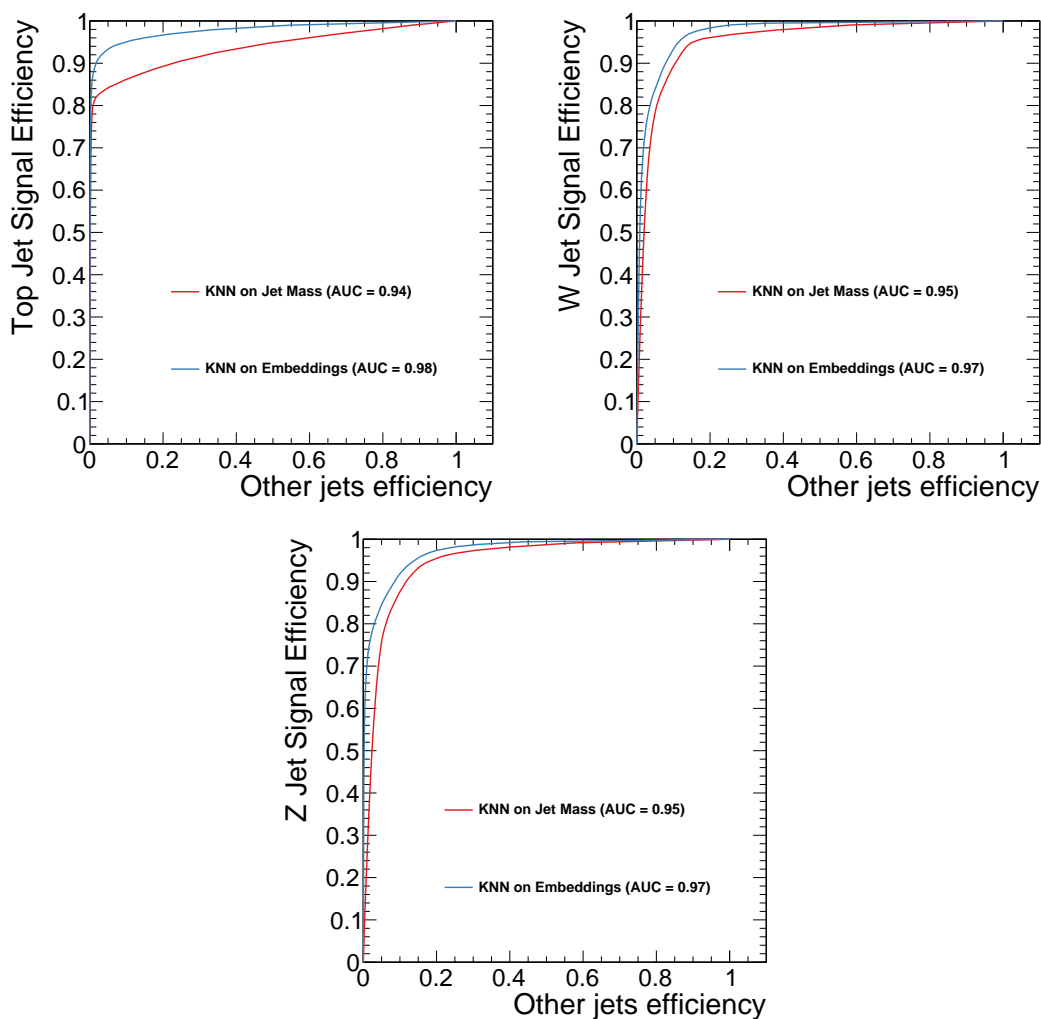 Top Jet Signal Efficiency
1
0.9
0.8
0.7
0.6
0.5
0.4
0.3
0.2
0.1
0
KNN on Jet Mass (AUC = 0.94)
KNN on Embeddings (AUC = 0.98)
0 0.2 0.4 0.6 0.8 1
Other jets efficiency
W Jet Signal Efficiency
1
0.9
0.8
0.7
0.6
0.5
0.4
0.3
0.2
0.1
0
KNN on Jet Mass (AUC = 0.95)
KNN on Embeddings (AUC = 0.97)
0 0.2 0.4 0.6 0.8 1
Other jets efficiency
Z Jet Signal Efficiency
1
0.9
0.8
0.7
0.6
0.5
0.4
0.3
0.2
0.1
0
KNN on Jet Mass (AUC = 0.95)
KNN on Embeddings (AUC = 0.97)
0 0.2 0.4 0.6 0.8 1
Other jets efficiency